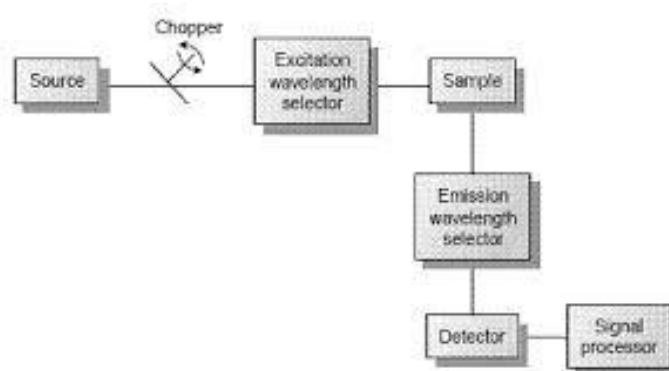 Chopper
Source
Excitation
wavelength
selector
Sample
Emission
wavelength
selector
Detector
Signal
processor